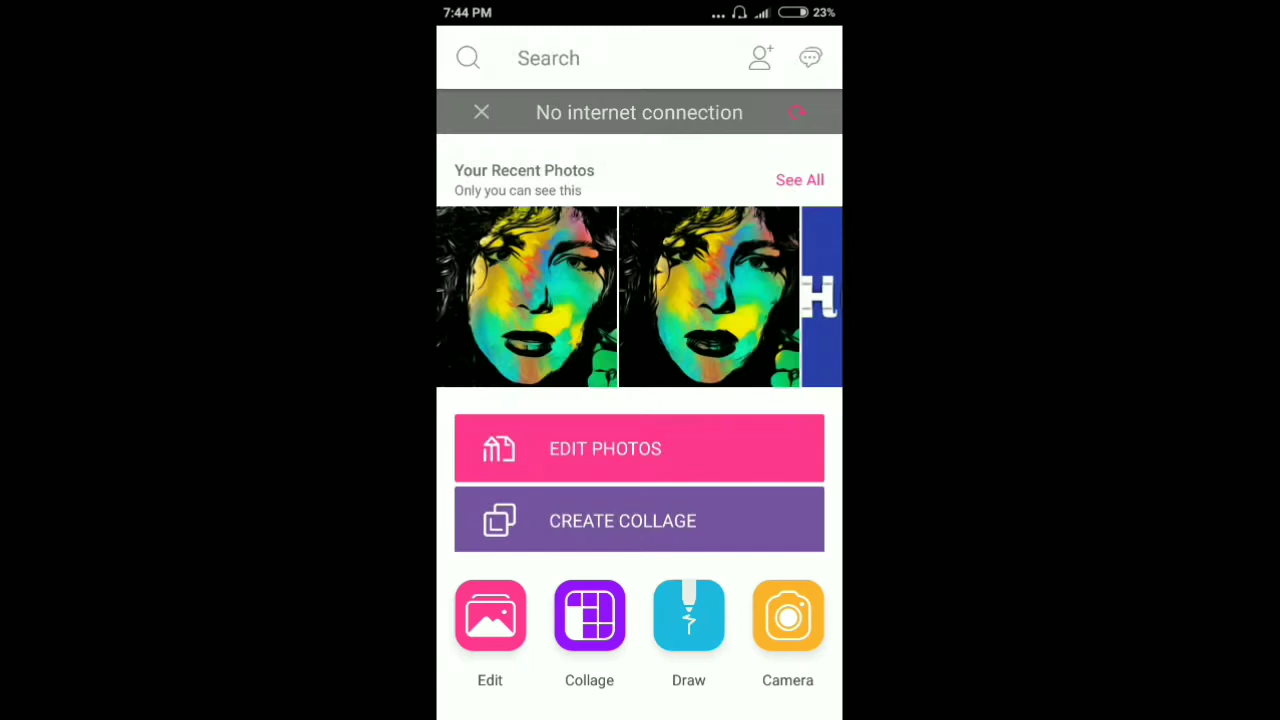 7:44 PM
23%
Search
No internet connection
Your Recent Photos
Only you can see this
See All
H
EDIT PHOTOS
CREATE COLLAGE
Edit
Collage
Draw
Camera